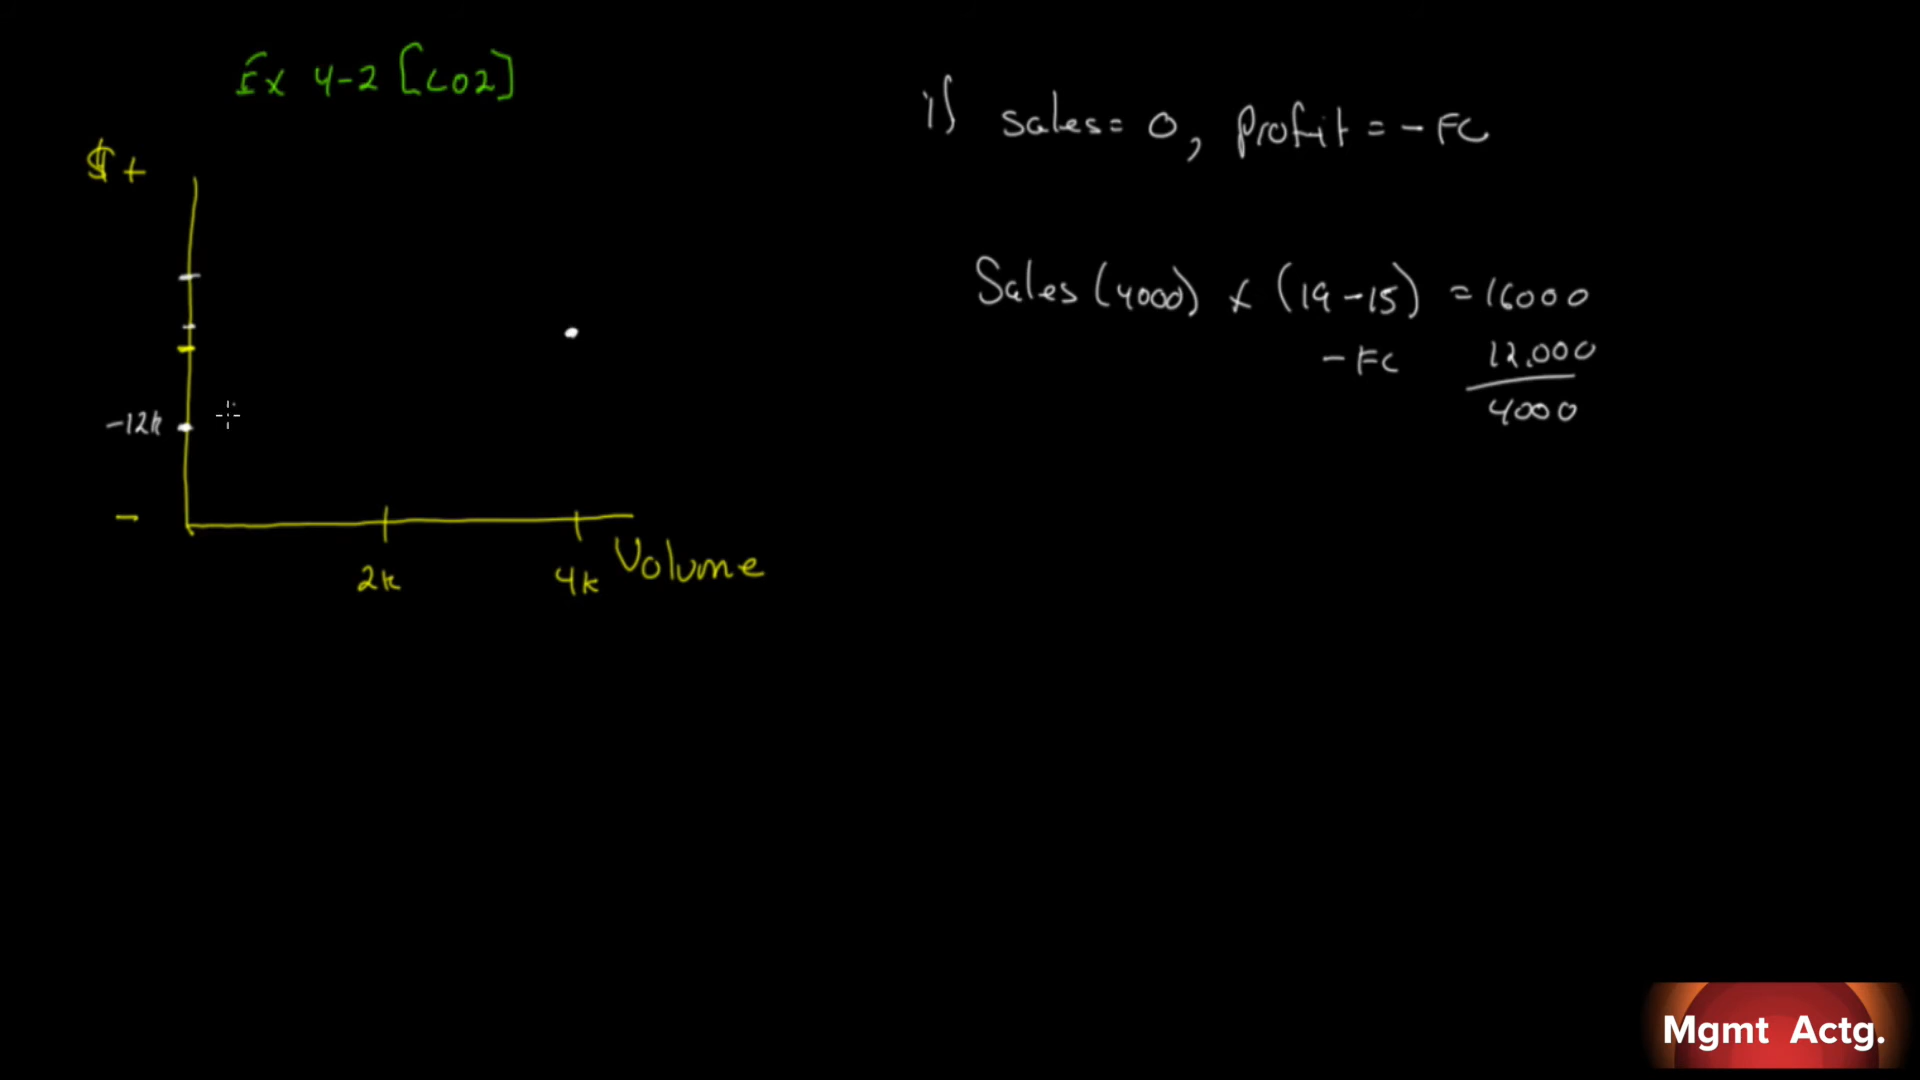 Ex 4-2 [LO2]
$ +
-12k
-
2k
4k
Volume
1) Sales = 0, Profit = - FC
Sales (4000) x (19 - 15) = 16000
- FC 12,000
4000
Mgmt Actg.